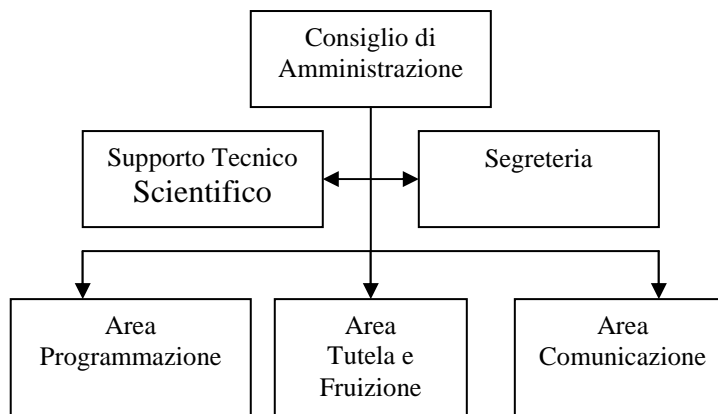 Consiglio di
Amministrazione
Supporto Tecnico
Scientifico
Segreteria
Area
Programmazione
Area
Tutela e
Fruizione
Area
Comunicazione